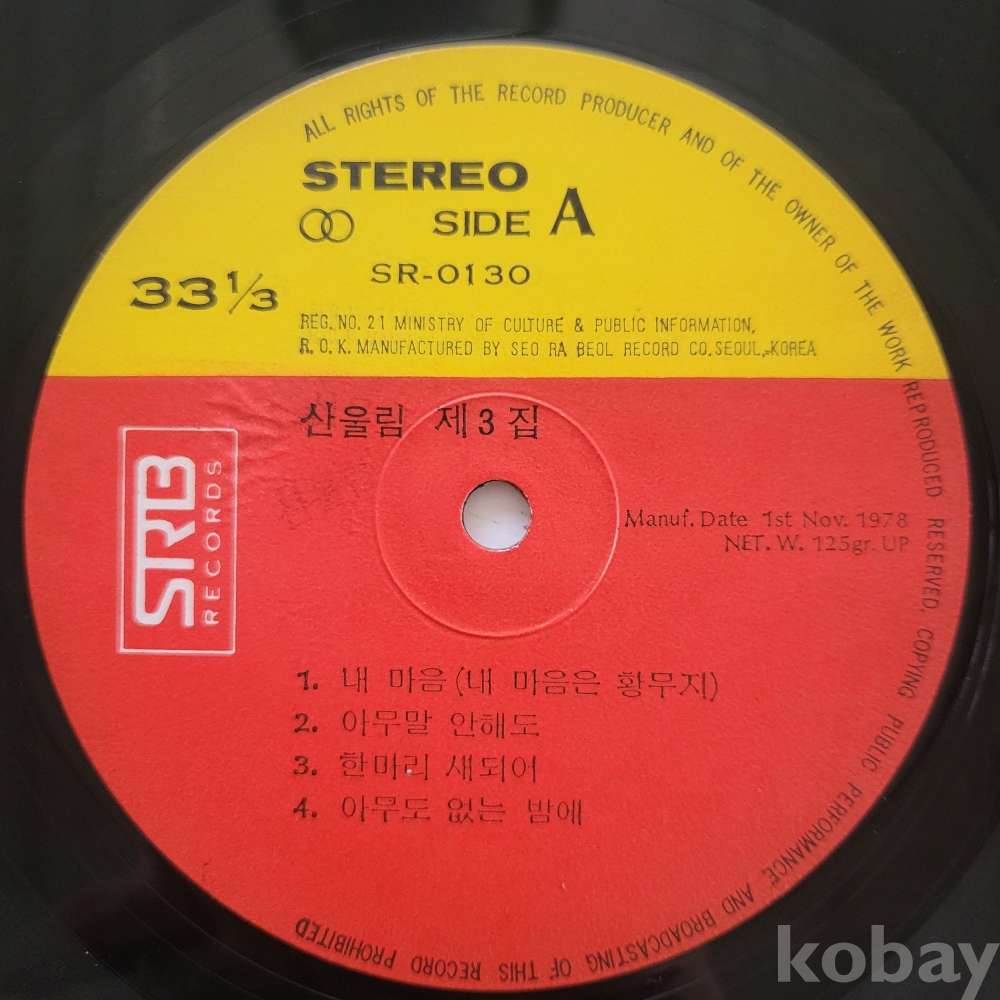 ALL RIGHTS OF THE RECORD PRODUCER AND OF THE OWNER OF THE WORK REPRODUCED RESERVED. COPYING PUBLIC PERFORMANCE AND BROADCASTING OF THIS RECORD PROHIBITED
STEREO
SIDE A
SR-0130
33 1/3
REG. NO. 21 MINISTRY OF CULTURE & PUBLIC INFORMATION,
R. O. K. MANUFACTURED BY SEO RA BEOL RECORD CO. SEOUL, KOREA
산울림 제3집
SRB
RECORDS
Manuf. Date 1st Nov. 1978
NET. W. 125gr. UP
1. 내 마음 (내 마음은 황무지)
2. 아무말 안해도
3. 한마리 새되어
4. 아무도 없는 밤에
kobay